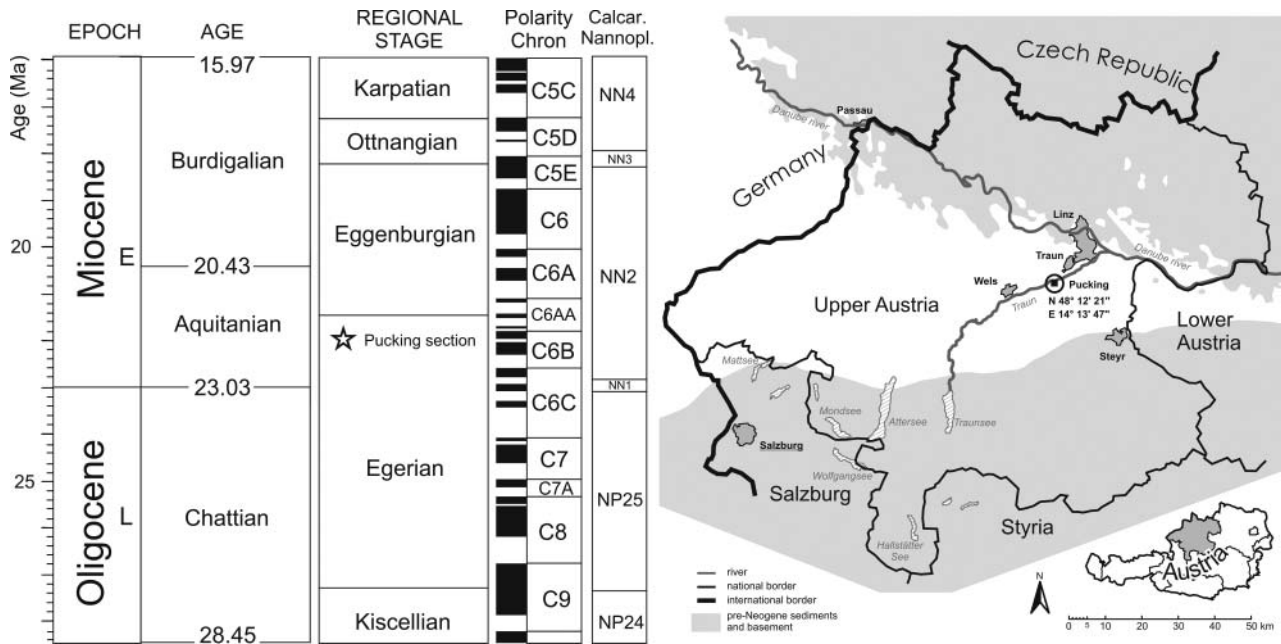 EPOCH
AGE
REGIONAL
STAGE
Polarity
Chron
Calcar.
Nannopl.
Age (Ma)
20
25
Miocene
E
Oligocene
L
15.97
Burdigalian
20.43
Aquitanian
23.03
Chattian
28.45
Karpatian
Ottnangian
Eggenburgian
Pucking section
Egerian
Kiscellian
C5C
C5D
C5E
C6
C6A
C6AA
C6B
C6C
C7
C7A
C8
C9
NN4
NN3
NN2
NN1
NP25
NP24
Czech Republic
Passau
Danube river
Germany
Linz
Traun
Danube river
Wels
Pucking
N 48° 12' 21"
E 14° 13' 47"
Traun
Upper Austria
Lower
Austria
Steyr
Mattsee
Mondsee
Attersee
Traunsee
Salzburg
Wolfgangsee
Salzburg
Styria
Hallstätter
See
river
national border
international border
pre-Neogene sediments
and basement
N
Austria
0 5 10 20 30 40 50 km